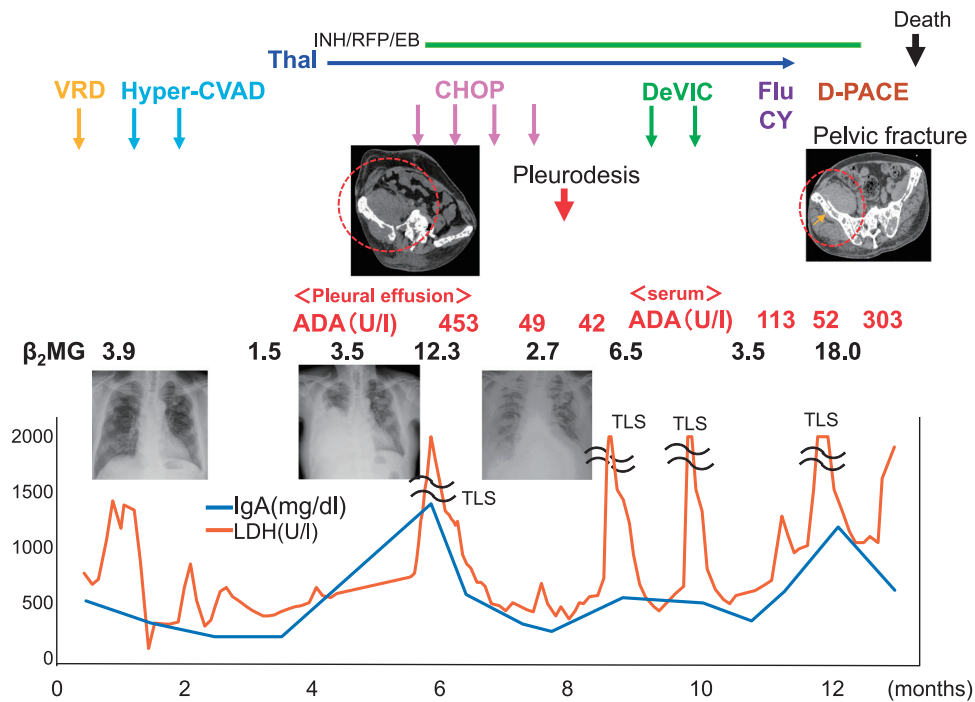 Death
INH/RFP/EB
Thal
VRD Hyper-CVAD CHOP DeVIC Flu CY D-PACE
Pelvic fracture
Pleurodesis
<Pleural effusion> <serum>
ADA(U/l) 453 49 42 ADA(U/l) 113 52 303
β2MG 3.9 1.5 3.5 12.3 2.7 6.5 3.5 18.0
TLS TLS TLS
TLS
IgA(mg/dl)
LDH(U/l)
2000
1500
1000
500
0
0 2 4 6 8 10 12 (months)